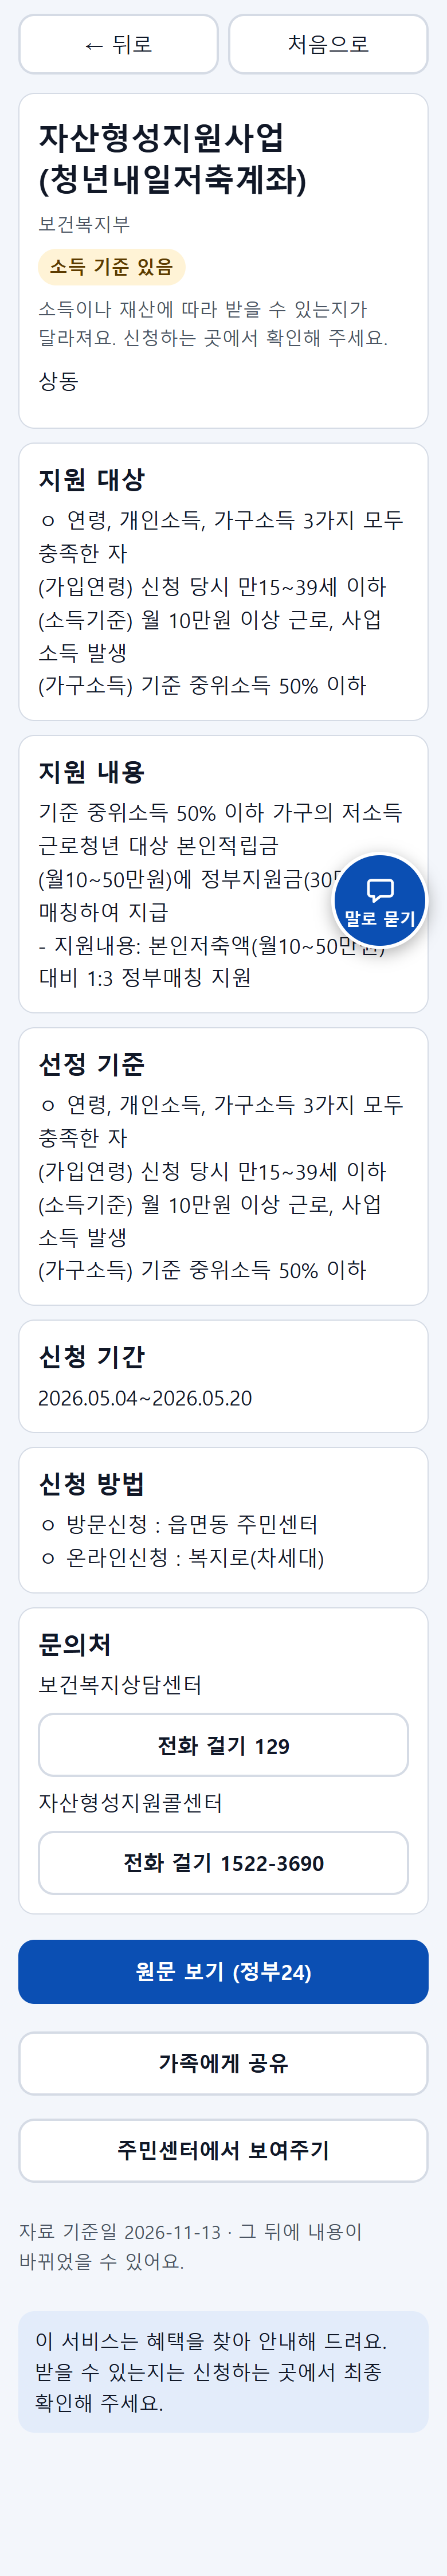 ← 뒤로
처음으로
자산형성지원사업
(청년내일저축계좌)
보건복지부
소득 기준 있음
소득이나 재산에 따라 받을 수 있는지가
달라져요. 신청하는 곳에서 확인해 주세요.
상동
지원 대상
ㅇ 연령, 개인소득, 가구소득 3가지 모두
충족한 자
(가입연령) 신청 당시 만15~39세 이하
(소득기준) 월 10만원 이상 근로, 사업
소득 발생
(가구소득) 기준 중위소득 50% 이하
지원 내용
기준 중위소득 50% 이하 가구의 저소득
근로청년 대상 본인적립금
(월10~50만원)에 정부지원금(30
매칭하여 지급
- 지원내용: 본인저축액(월10~50만원)
대비 1:3 정부매칭 지원
말로 묻기
선정 기준
ㅇ 연령, 개인소득, 가구소득 3가지 모두
충족한 자
(가입연령) 신청 당시 만15~39세 이하
(소득기준) 월 10만원 이상 근로, 사업
소득 발생
(가구소득) 기준 중위소득 50% 이하
신청 기간
2026.05.04~2026.05.20
신청 방법
ㅇ 방문신청 : 읍면동 주민센터
ㅇ 온라인신청 : 복지로(차세대)
문의처
보건복지상담센터
전화 걸기 129
자산형성지원콜센터
전화 걸기 1522-3690
원문 보기 (정부24)
가족에게 공유
주민센터에서 보여주기
자료 기준일 2026-11-13 · 그 뒤에 내용이
바뀌었을 수 있어요.
이 서비스는 혜택을 찾아 안내해 드려요.
받을 수 있는지는 신청하는 곳에서 최종
확인해 주세요.